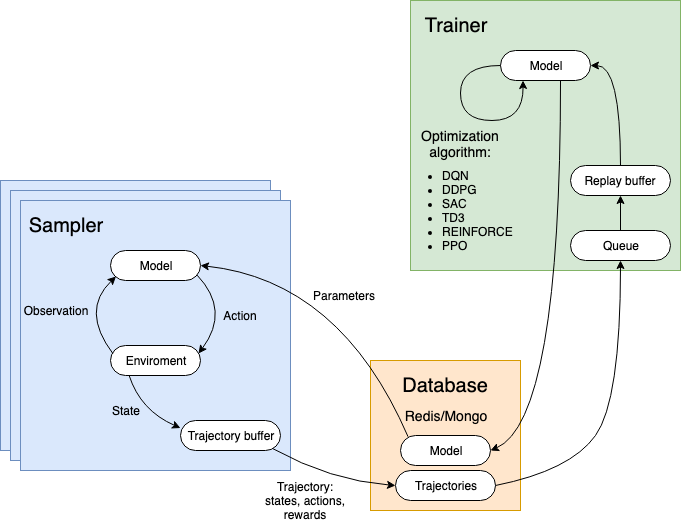 Trainer
Model
Optimization
algorithm:
• DQN
• DDPG
• SAC
• TD3
• REINFORCE
• PPO
Replay buffer
Queue
Sampler
Model
Observation
Action
Enviroment
State
Trajectory buffer
Parameters
Database
Redis/Mongo
Model
Trajectories
Trajectory:
states, actions,
rewards